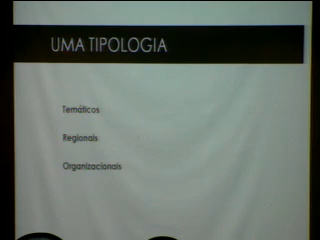 UMA TIPOLOGIA
Temáticos
Regionais
Organizacionais